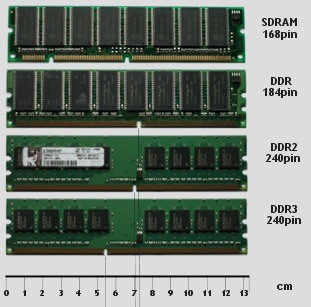 SDRAM
168pin
DDR
184pin
DDR2
240pin
DDR3
240pin
0 1 2 3 4 5 6 7 8 9 10 11 12 13 cm